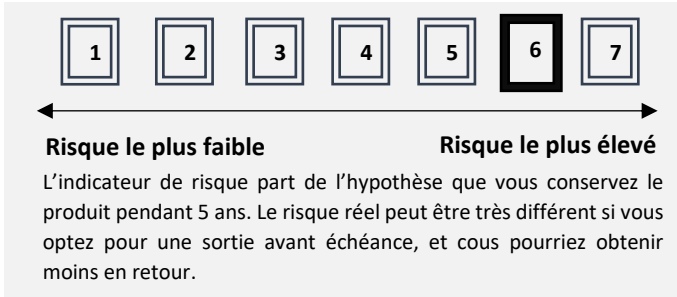 1 2 3 4 5 6 7
Risque le plus faible Risque le plus élevé
L’indicateur de risque part de l’hypothèse que vous conservez le
produit pendant 5 ans. Le risque réel peut être très différent si vous
optez pour une sortie avant échéance, et cous pourriez obtenir
moins en retour.